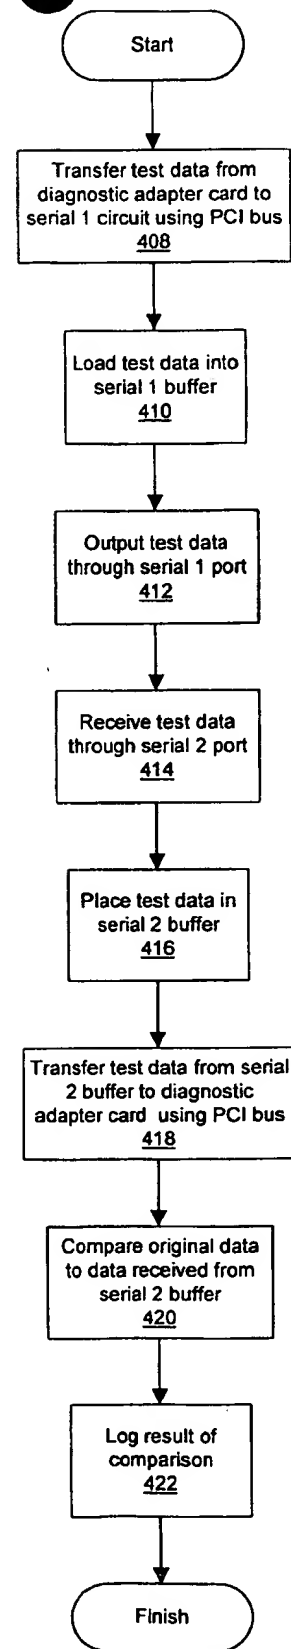 Start
Transfer test data from
diagnostic adapter card to
serial 1 circuit using PCI bus
408
Load test data into
serial 1 buffer
410
Output test data
through serial 1 port
412
Receive test data
through serial 2 port
414
Place test data in
serial 2 buffer
416
Transfer test data from serial
2 buffer to diagnostic
adapter card using PCI bus
418
Compare original data
to data received from
serial 2 buffer
420
Log result of
comparison
422
Finish